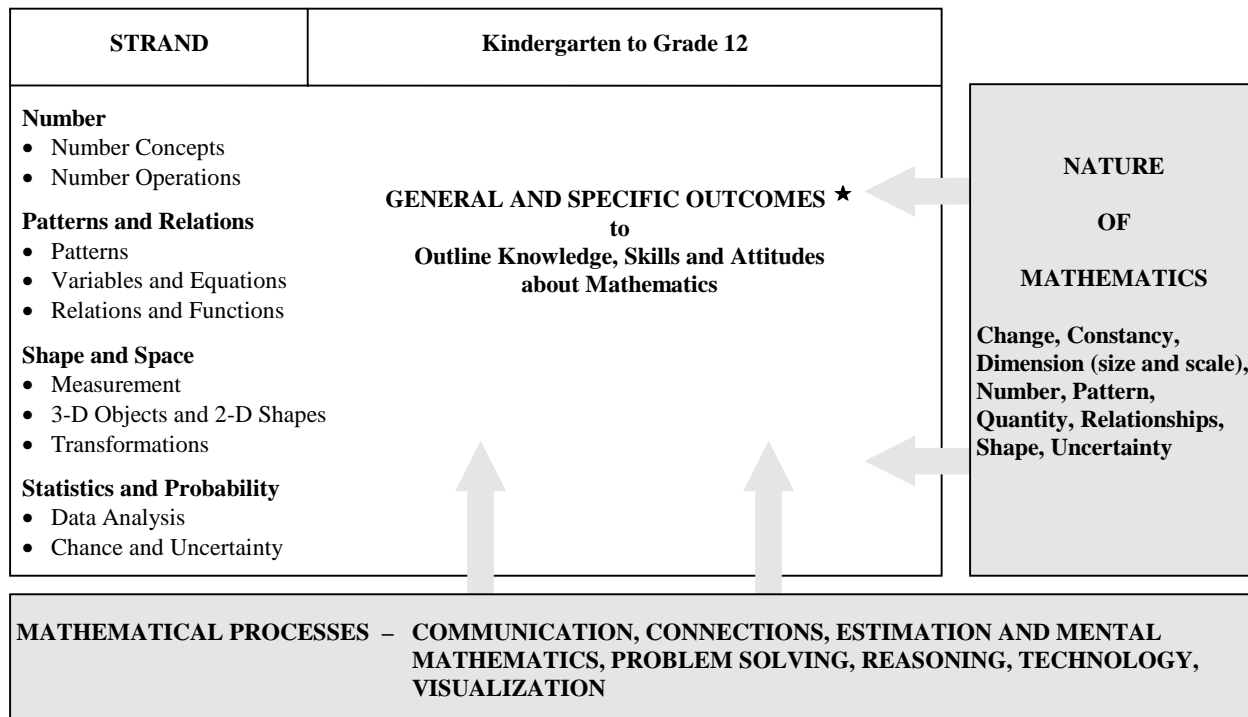 STRAND
Kindergarten to Grade 12
Number
• Number Concepts
• Number Operations
Patterns and Relations
• Patterns
• Variables and Equations
• Relations and Functions
Shape and Space
• Measurement
• 3-D Objects and 2-D Shapes
• Transformations
Statistics and Probability
• Data Analysis
• Chance and Uncertainty
GENERAL AND SPECIFIC OUTCOMES ★
to
Outline Knowledge, Skills and Attitudes
about Mathematics
NATURE
OF
MATHEMATICS
Change, Constancy,
Dimension (size and scale),
Number, Pattern,
Quantity, Relationships,
Shape, Uncertainty
MATHEMATICAL PROCESSES – COMMUNICATION, CONNECTIONS, ESTIMATION AND MENTAL
MATHEMATICS, PROBLEM SOLVING, REASONING, TECHNOLOGY,
VISUALIZATION